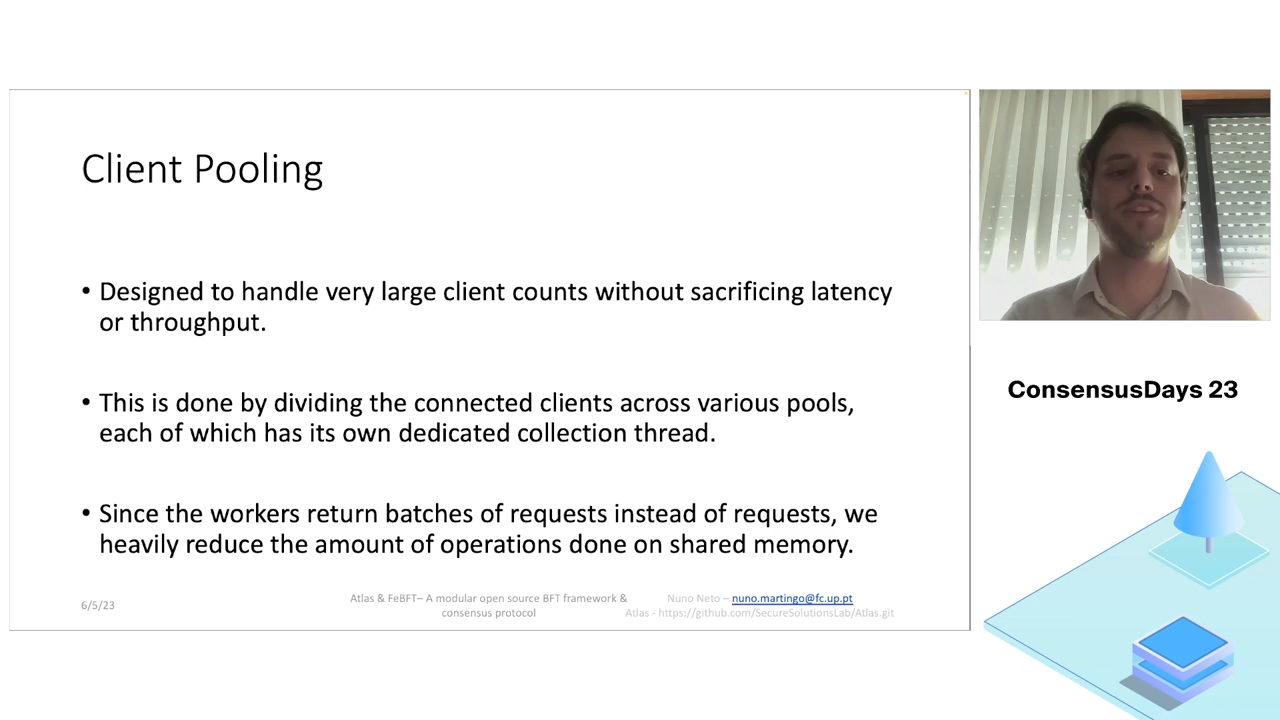 Client Pooling
• Designed to handle very large client counts without sacrificing latency
or throughput.
• This is done by dividing the connected clients across various pools,
each of which has its own dedicated collection thread.
• Since the workers return batches of requests instead of requests, we
heavily reduce the amount of operations done on shared memory.
6/5/23
Atlas & FeBFT– A modular open source BFT framework &
consensus protocol
Nuno Neto – nuno.martingo@fc.up.pt
Atlas - https://github.com/SecureSolutionsLab/Atlas.git
ConsensusDays 23